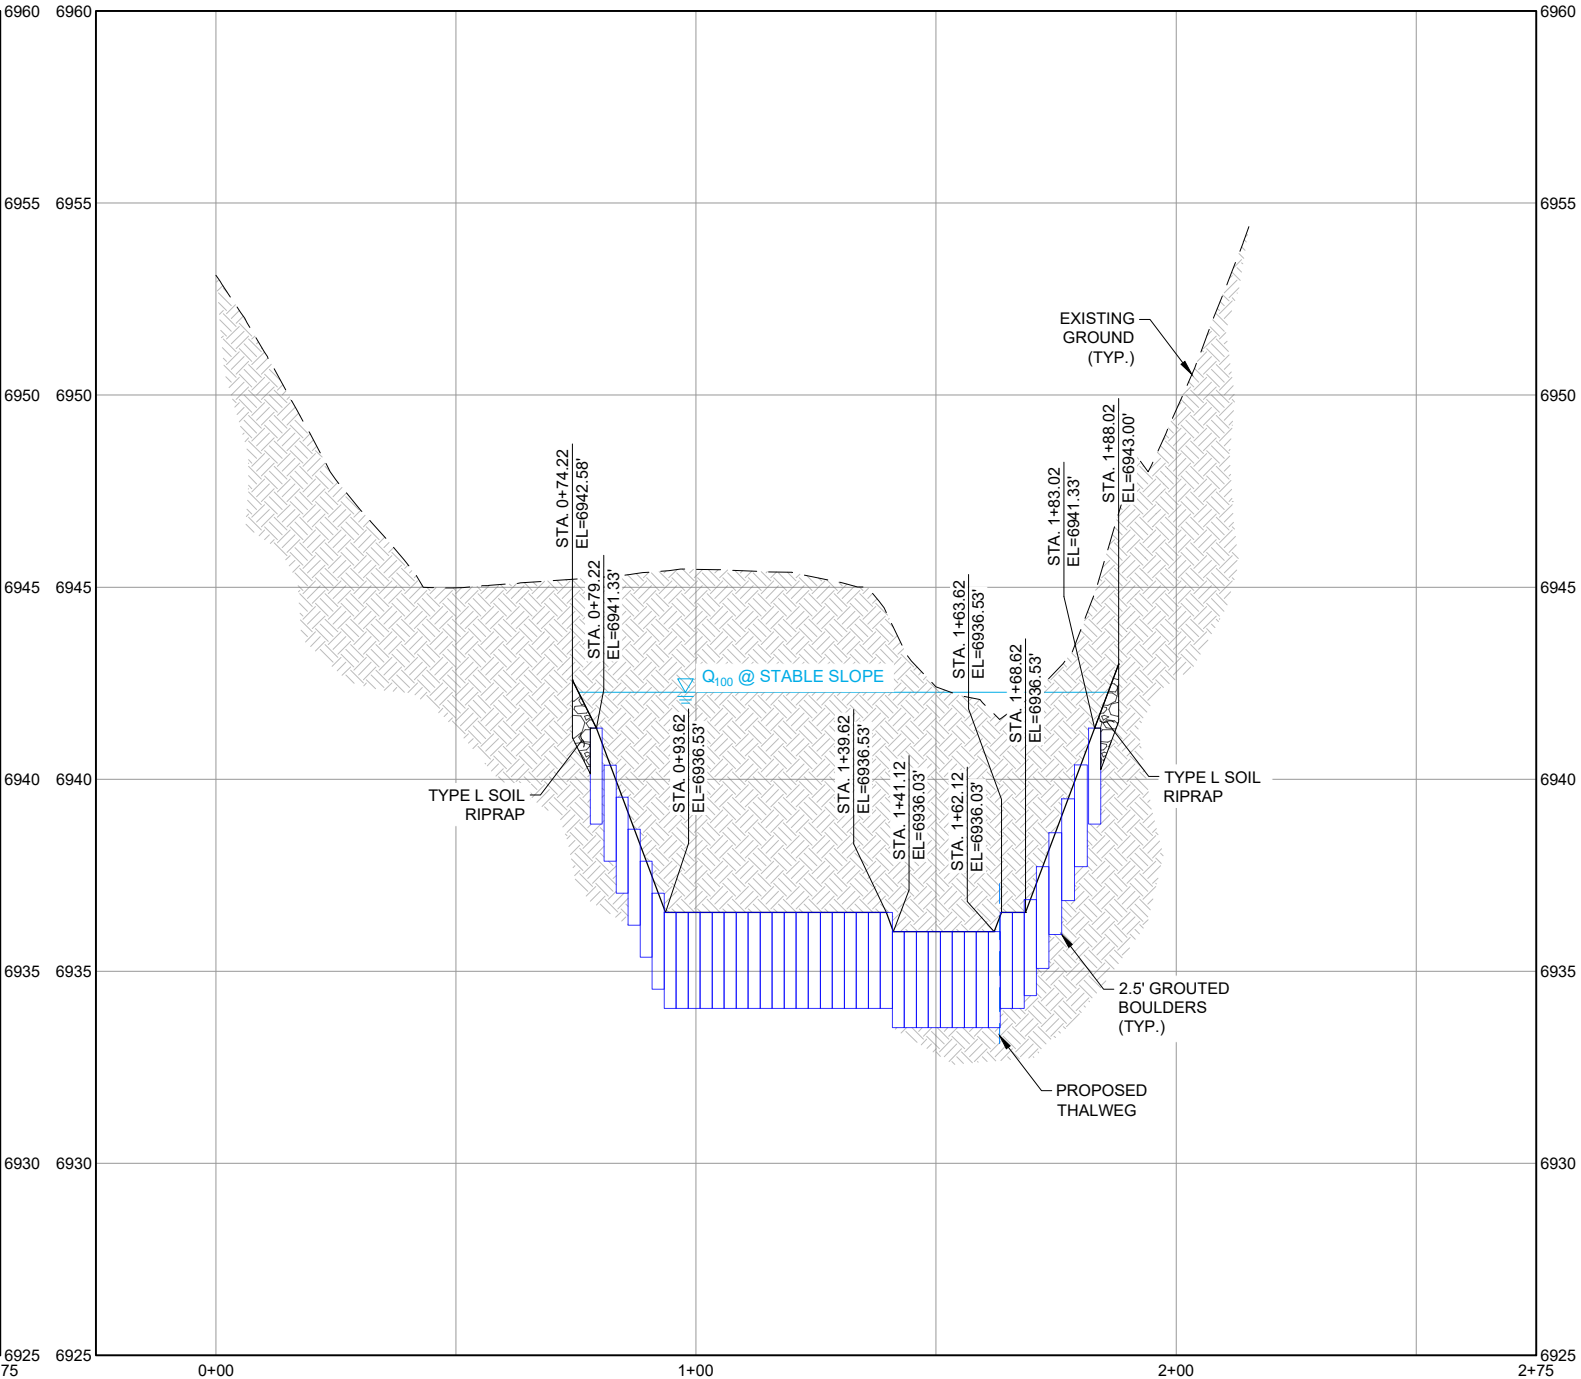 6960 6960 6960
6955 6955 6955
EXISTING
GROUND
(TYP.)
6950 6950 6950
STA. 0+74.22
EL=6942.58'
STA. 0+79.22
EL=6941.33'
STA. 1+63.62
EL=6936.53'
STA. 1+68.62
EL=6936.53'
STA. 1+83.02
EL=6941.33'
STA. 1+88.02
EL=6943.00'
6945 6945 6945
Q100 @ STABLE SLOPE
STA. 0+93.62
EL=6936.53'
STA. 1+39.62
EL=6936.53'
STA. 1+41.12
EL=6936.03'
STA. 1+62.12
EL=6936.03'
6940 6940 6940
TYPE L SOIL
RIPRAP
TYPE L SOIL
RIPRAP
6935 6935 6935
2.5' GROUTED
BOULDERS
(TYP.)
PROPOSED
THALWEG
6930 6930 6930
6925 6925 6925
75 0+00 1+00 2+00 2+75